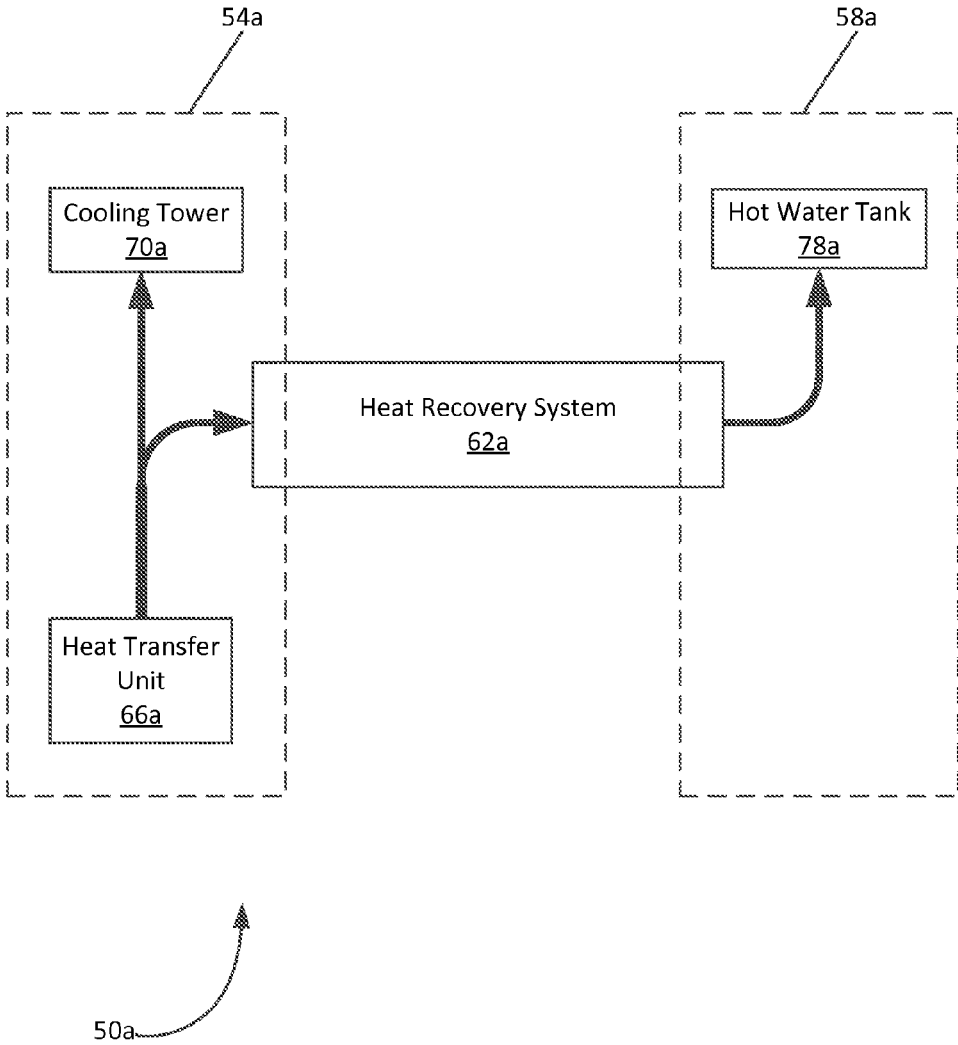 54a
58a
Cooling Tower
70a
Hot Water Tank
78a
Heat Recovery System
62a
Heat Transfer
Unit
66a
50a